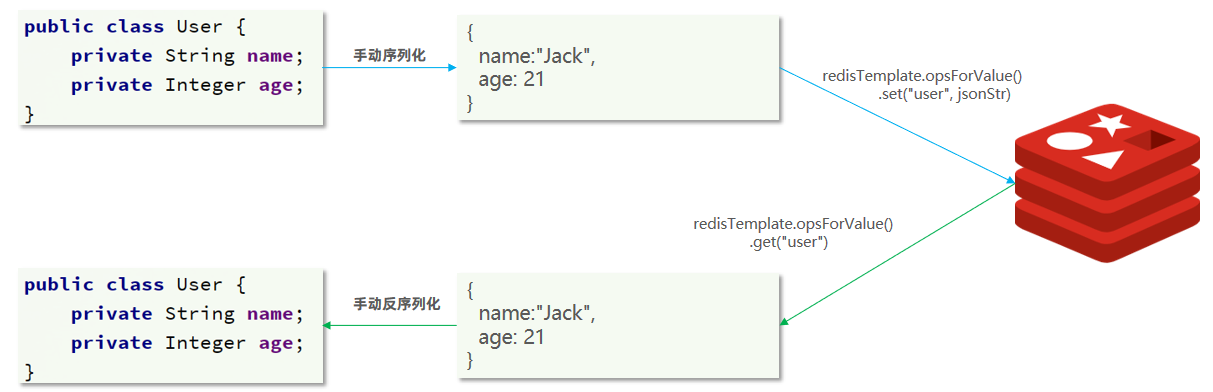 public class User {
private String name;
private Integer age;
}
手动序列化
{
name:"Jack",
age: 21
}
redisTemplate.opsForValue()
.set("user", jsonStr)
redisTemplate.opsForValue()
.get("user")
public class User {
private String name;
private Integer age;
}
手动反序列化
{
name:"Jack",
age: 21
}